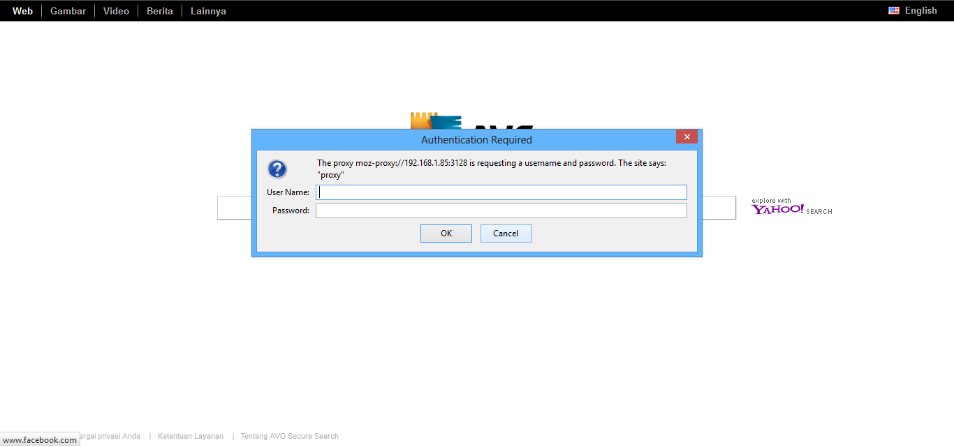 Web Gambar Video Berita Lainnya English
Authentication Required
The proxy moz-proxy://192.168.1.85:3128 is requesting a username and password. The site says:
"proxy"
User Name:
Password:
OK Cancel
explore with
YAHOO! SEARCH
www.facebook.com privasi Anda | Ketentuan Layanan | Tentang AVG Secure Search